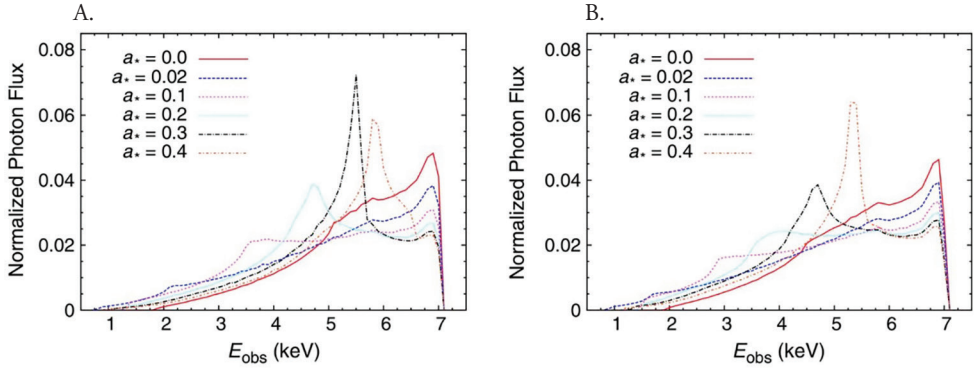 A.
0.08
0.06
0.04
0.02
0
Normalized Photon Flux
a* = 0.0
a* = 0.02
a* = 0.1
a* = 0.2
a* = 0.3
a* = 0.4
1 2 3 4 5 6 7
Eobs (keV)
B.
0.08
0.06
0.04
0.02
0
Normalized Photon Flux
a* = 0.0
a* = 0.02
a* = 0.1
a* = 0.2
a* = 0.3
a* = 0.4
1 2 3 4 5 6 7
Eobs (keV)